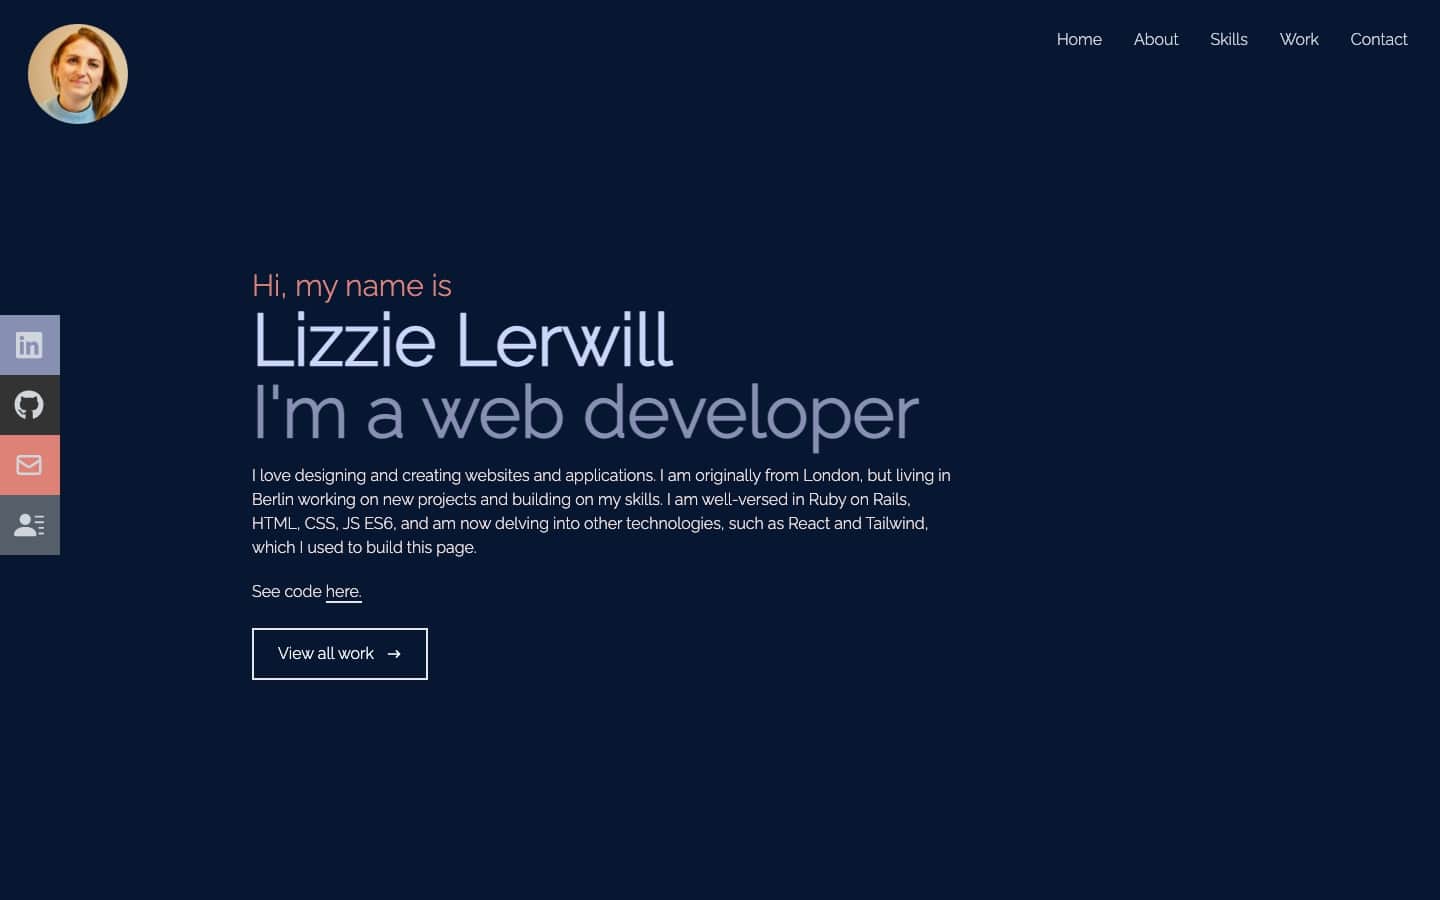 Home About Skills Work Contact
Hi, my name is
Lizzie Lerwill
I'm a web developer
I love designing and creating websites and applications. I am originally from London, but living in
Berlin working on new projects and building on my skills. I am well-versed in Ruby on Rails,
HTML, CSS, JS ES6, and am now delving into other technologies, such as React and Tailwind,
which I used to build this page.
See code here.
View all work →